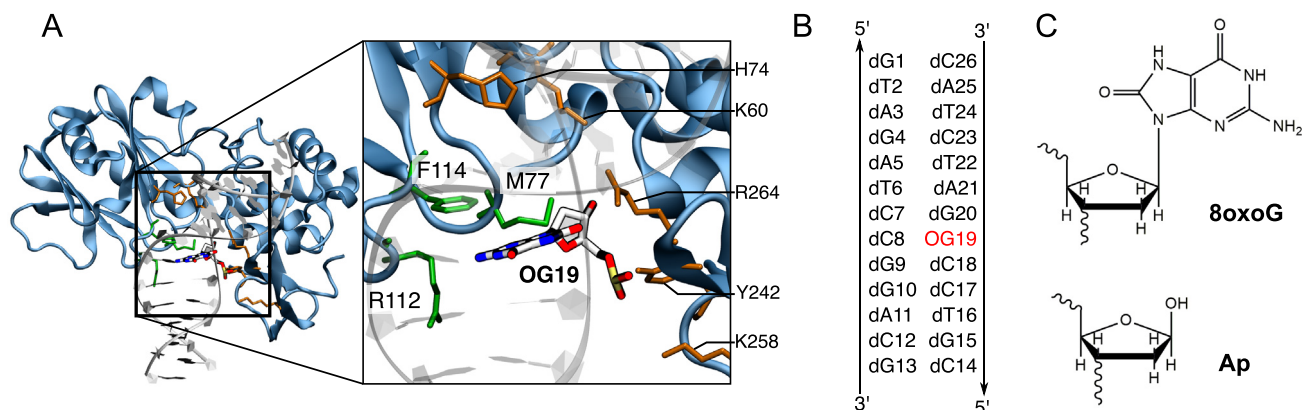 A
H74
K60
F114
M77
R264
R112
OG19
Y242
K258
B
5' 3'
dG1 dC26
dT2 dA25
dA3 dT24
dG4 dC23
dA5 dT22
dT6 dA21
dC7 dG20
dC8 OG19
dG9 dC18
dG10 dC17
dA11 dT16
dC12 dG15
dG13 dC14
3' 5'
C
O
H
N
NH
O
N
N
NH2
O
H H
H H
8oxoG
OH
O
H H
H H
Ap